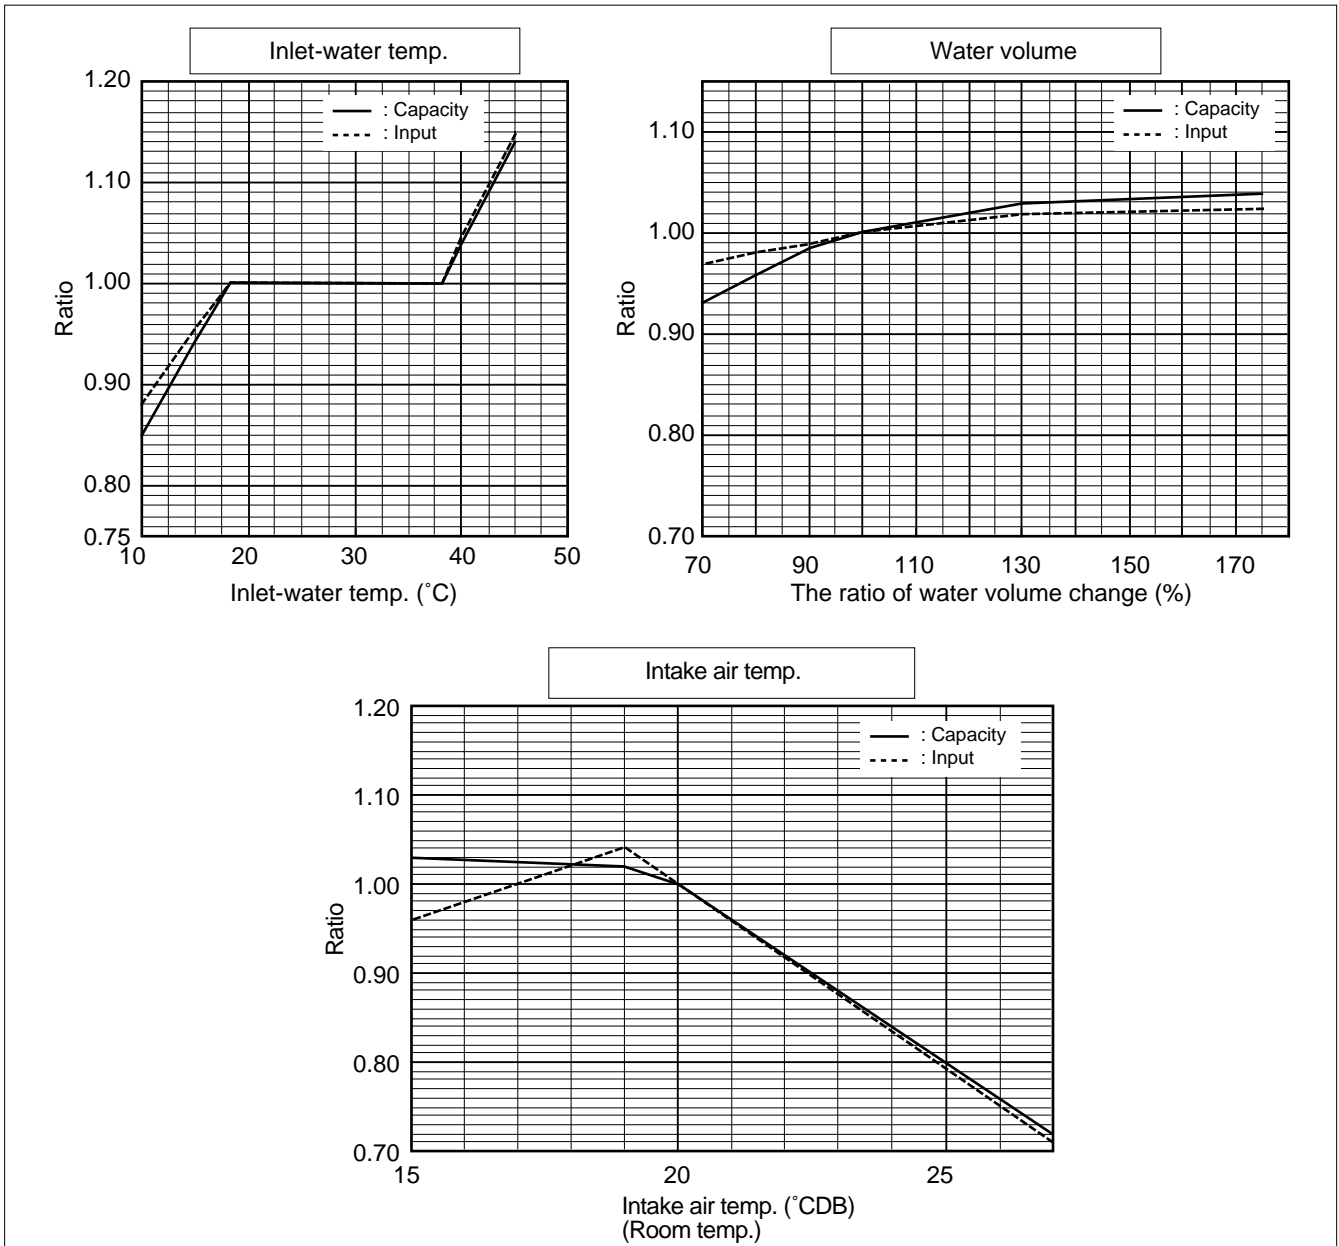 Inlet-water temp.
1.20
1.10
1.00
0.90
0.80
0.75
Ratio
: Capacity
: Input
10 20 30 40 50
Inlet-water temp. (˚C)
Water volume
1.10
1.00
0.90
0.80
0.70
Ratio
: Capacity
: Input
70 90 110 130 150 170
The ratio of water volume change (%)
Intake air temp.
1.20
1.10
1.00
0.90
0.80
0.70
Ratio
: Capacity
: Input
15 20 25
Intake air temp. (˚CDB)
(Room temp.)